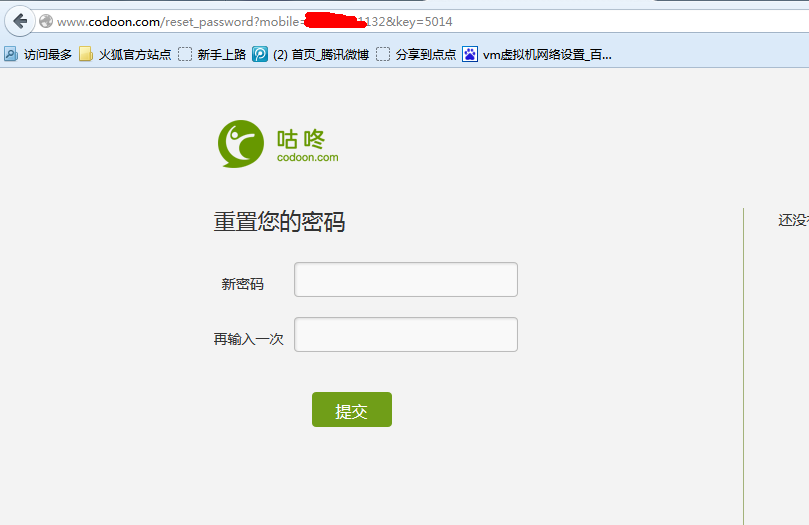 www.codoon.com/reset_password?mobile=1132&key=5014
访问最多 火狐官方站点 新手上路 (2) 首页_腾讯微博 分享到点点 vm虚拟机网络设置_百...
咕咚
codoon.com
重置您的密码
还没
新密码
再输入一次
提交